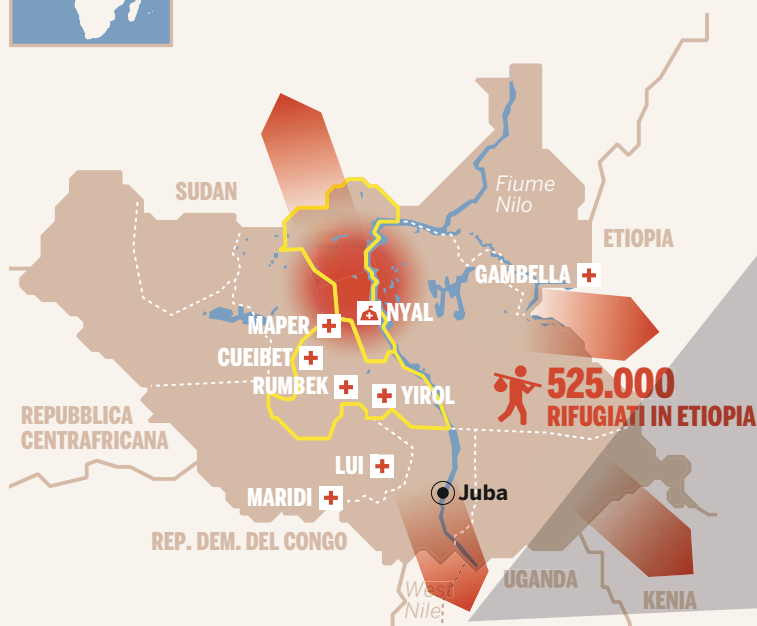 SUDAN
Fiume
Nilo
ETIOPIA
GAMBELLA
NYAL
MAPER
CUEIBET
RUMBEK
YIROL
525.000
RIFUGIATI IN ETIOPIA
REPUBBLICA
CENTRAFRICANA
LUI
MARIDI
Juba
REP. DEM. DEL CONGO
UGANDA
West
Nile
KENIA